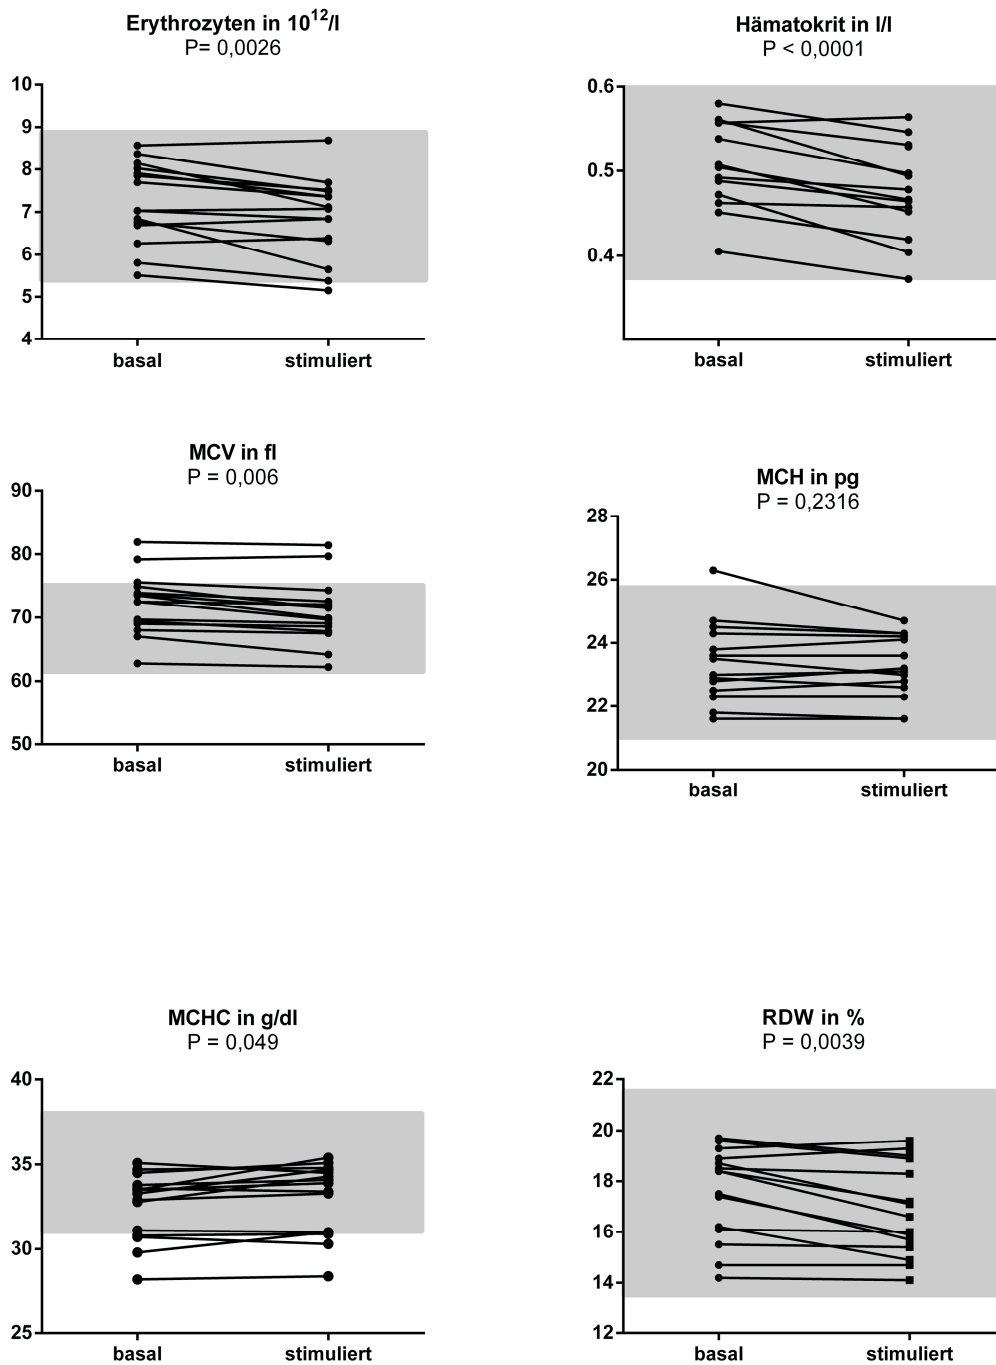 Erythrozyten in 10¹²/l
P= 0,0026
10
9
8
7
6
5
4
basal
stimuliert
Hämatokrit in l/l
P < 0,0001
0.6
0.5
0.4
basal
stimuliert
MCV in fl
P = 0,006
90
80
70
60
50
basal
stimuliert
MCH in pg
P = 0,2316
28
26
24
22
20
basal
stimuliert
MCHC in g/dl
P = 0,049
40
35
30
25
basal
stimuliert
RDW in %
P = 0,0039
22
20
18
16
14
12
basal
stimuliert